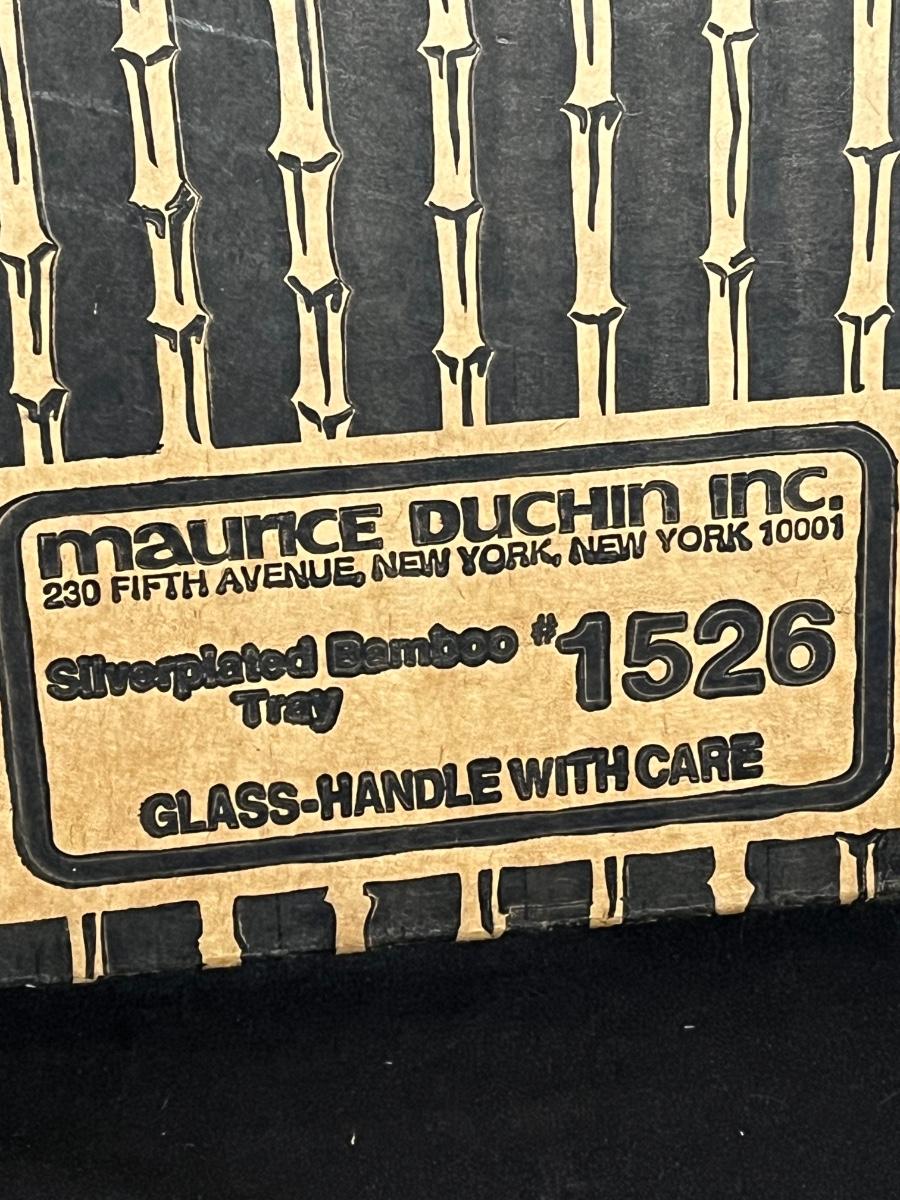 maurice DUCHIN inc.
230 FIFTH AVENUE, NEW YORK, NEW YORK 10001
Silverplated Bamboo #1526
Tray
GLASS-HANDLE WITH CARE